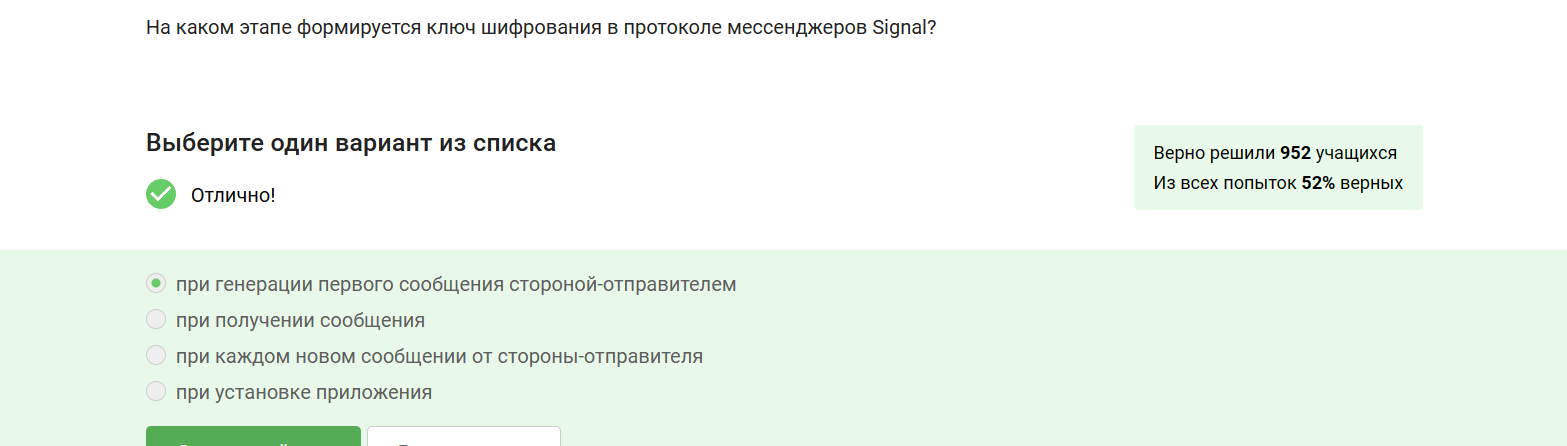 На каком этапе формируется ключ шифрования в протоколе мессенджеров Signal?
Выберите один вариант из списка
Отлично!
Верно решили 952 учащихся
Из всех попыток 52% верных
при генерации первого сообщения стороной-отправителем
при получении сообщения
при каждом новом сообщении от стороны-отправителя
при установке приложения